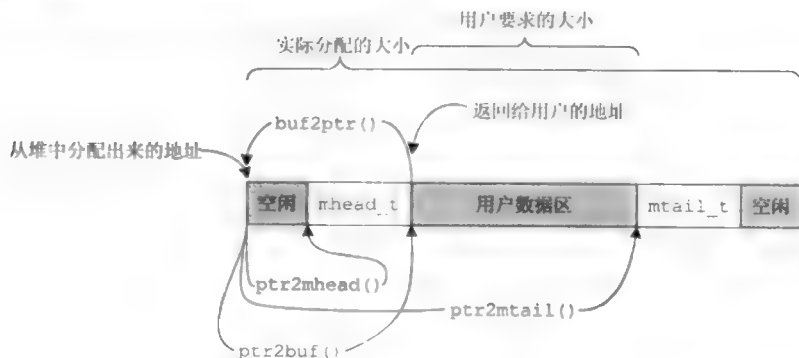 用户要求的大小
实际分配的大小
buf2ptr()
返回给用户的地址
从堆中分配出来的地址
空闲 mhead_t 用户数据区 mtail_t 空闲
ptr2mhead()
ptr2mtail()
ptr2buf()